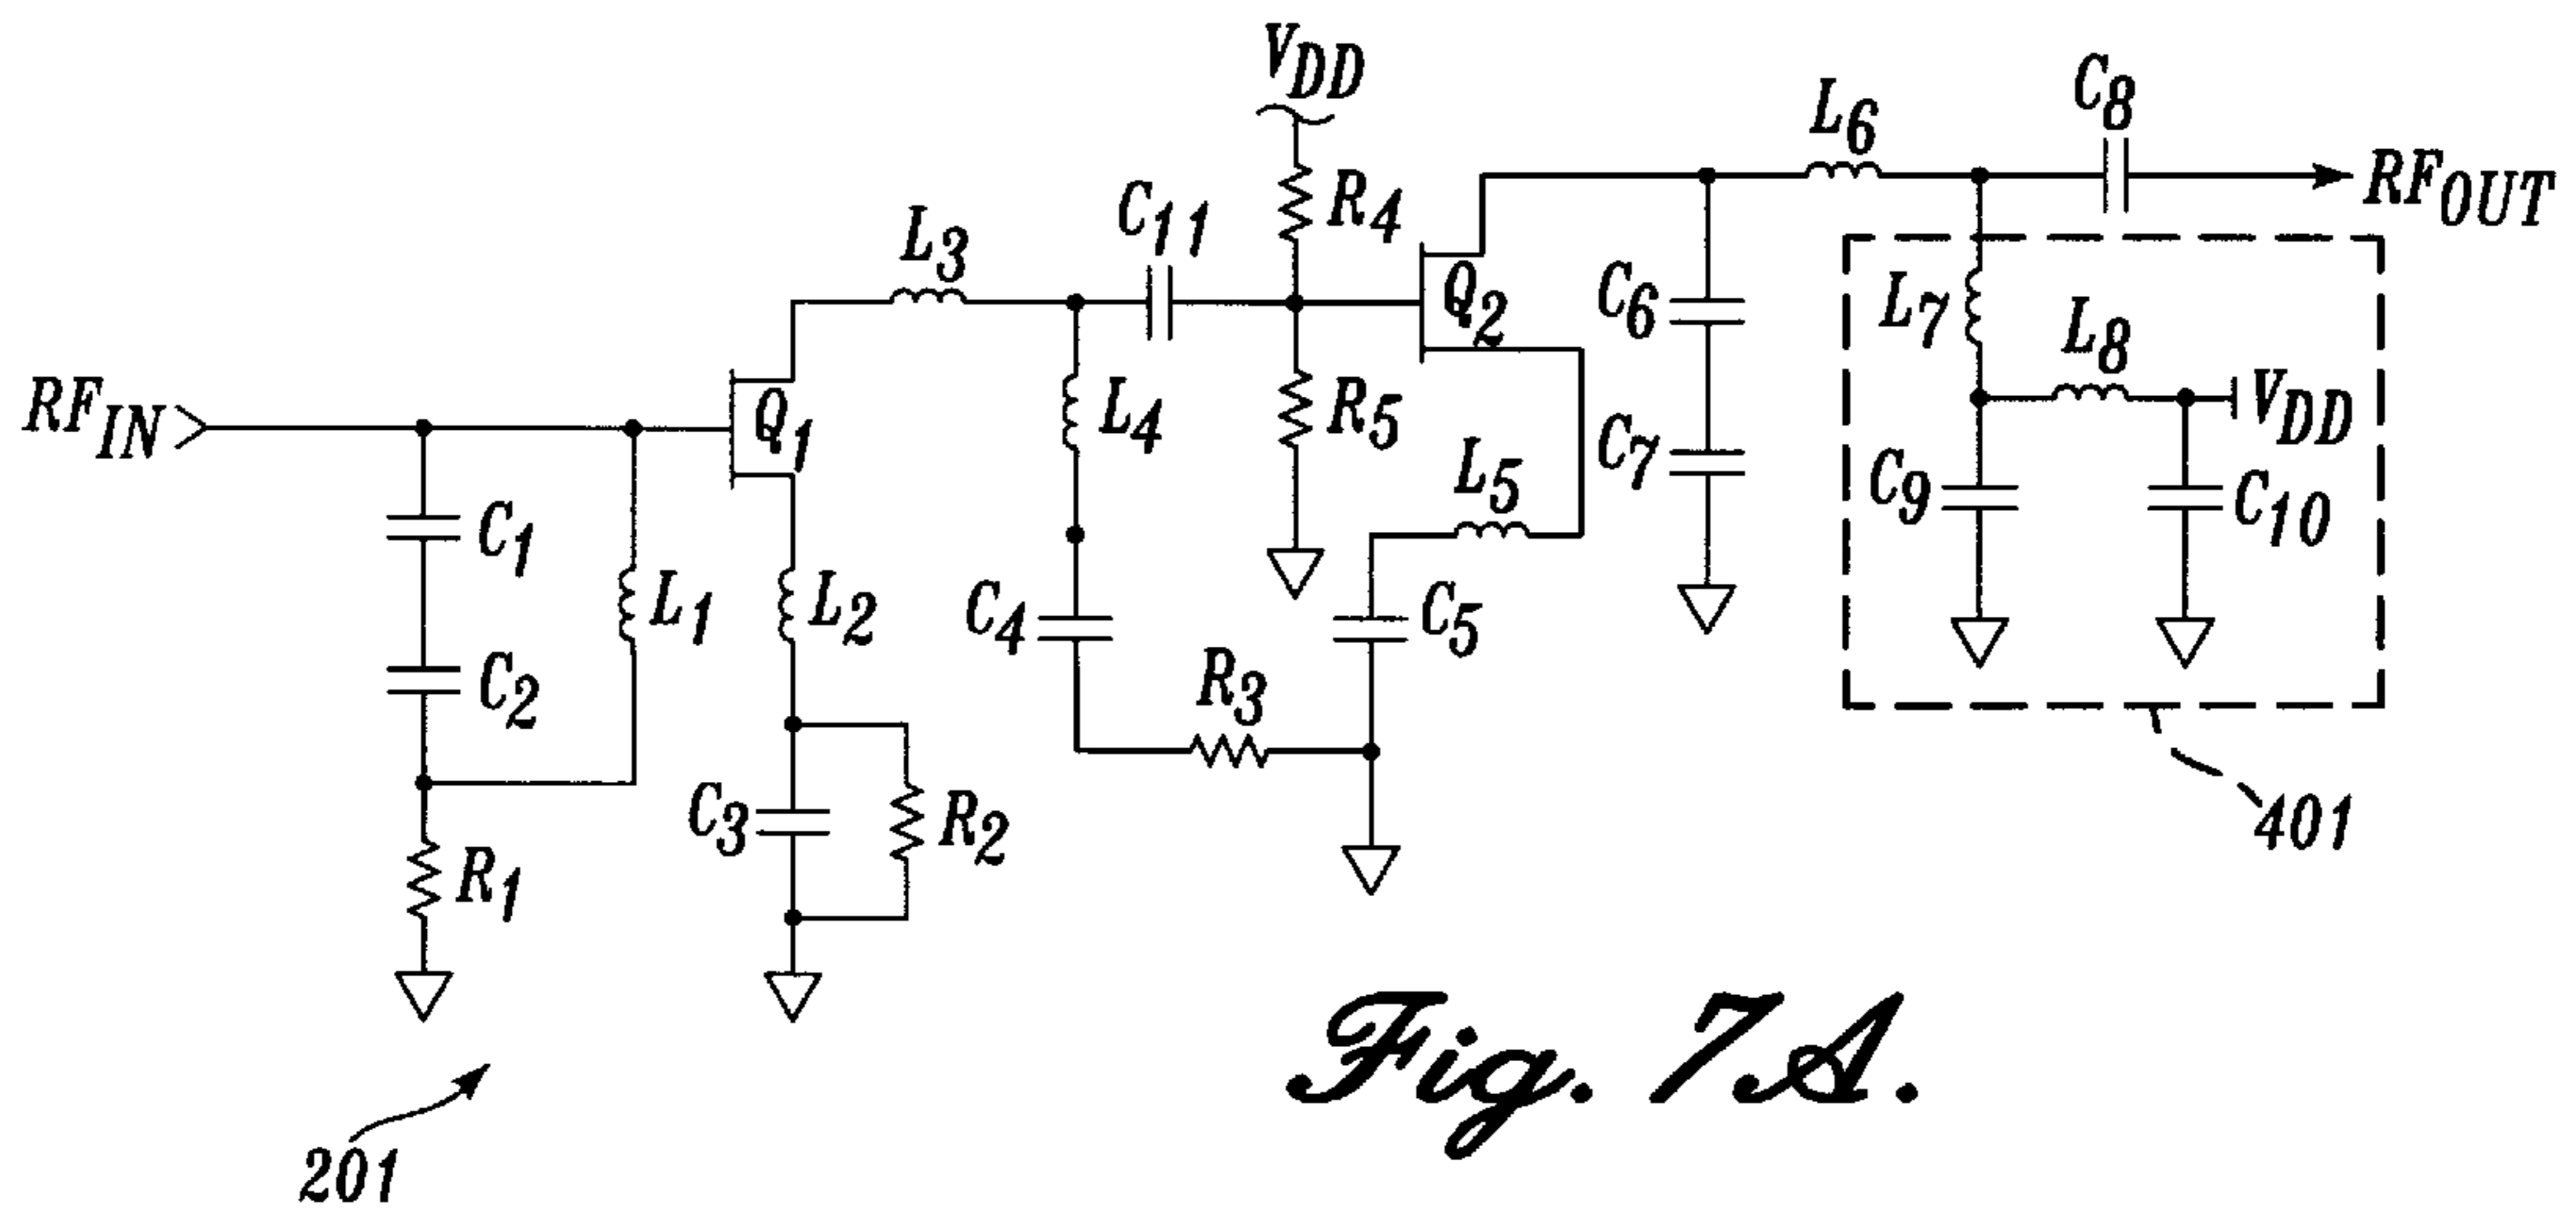 VDD
C8
L6
RFOUT
R4
C11
L3
Q2
C6
L7
L8
VDD
RFIN
Q1
L4
R5
C7
L5
C9
C10
C1
L1
L2
C4
C5
C2
R3
C3
R2
R1
401
Fig. 7A.
201